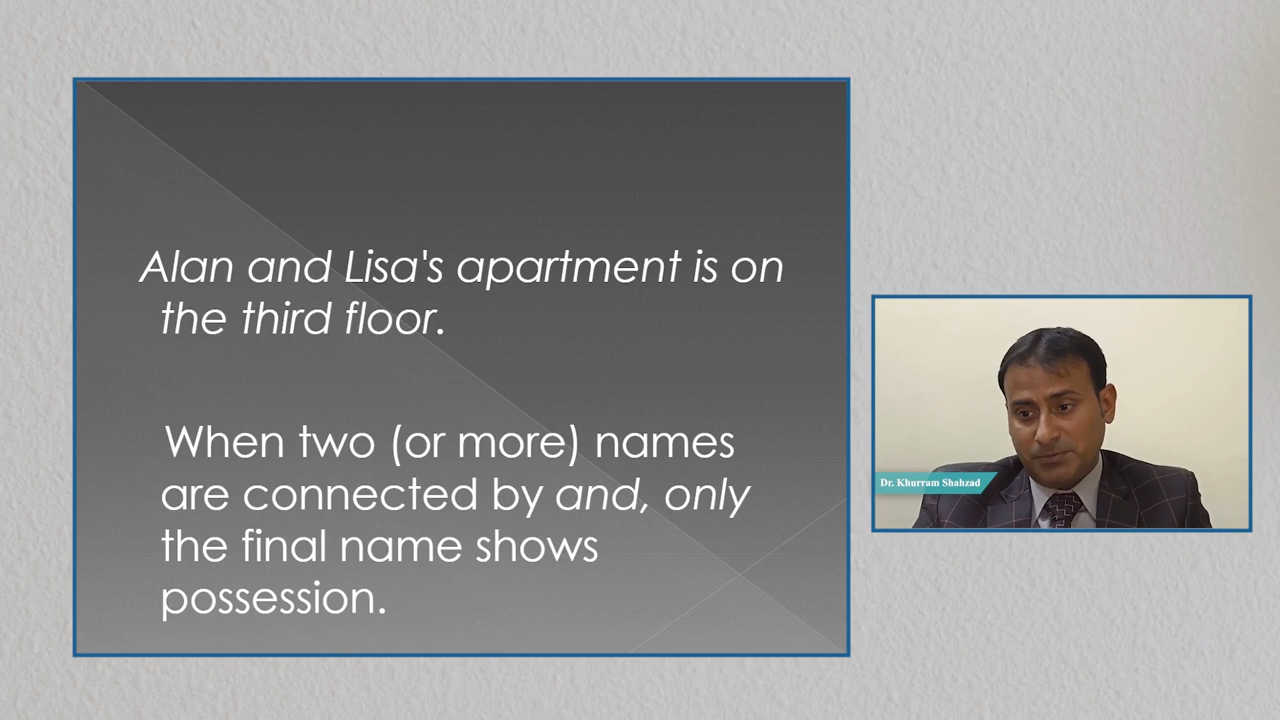 Alan and Lisa's apartment is on
the third floor.
When two (or more) names
are connected by and, only
the final name shows
possession.
Dr. Khurram Shahzad